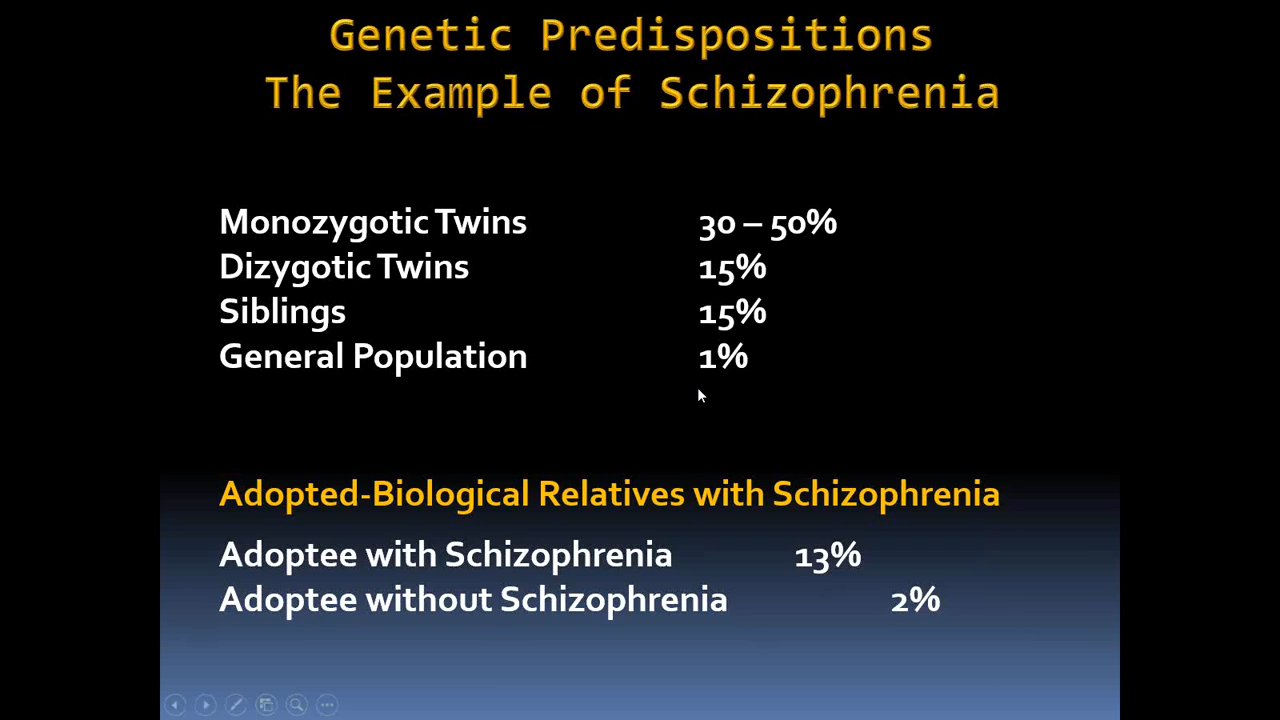 Genetic Predispositions
The Example of Schizophrenia
Monozygotic Twins 30 – 50%
Dizygotic Twins 15%
Siblings 15%
General Population 1%
Adopted-Biological Relatives with Schizophrenia
Adoptee with Schizophrenia 13%
Adoptee without Schizophrenia 2%